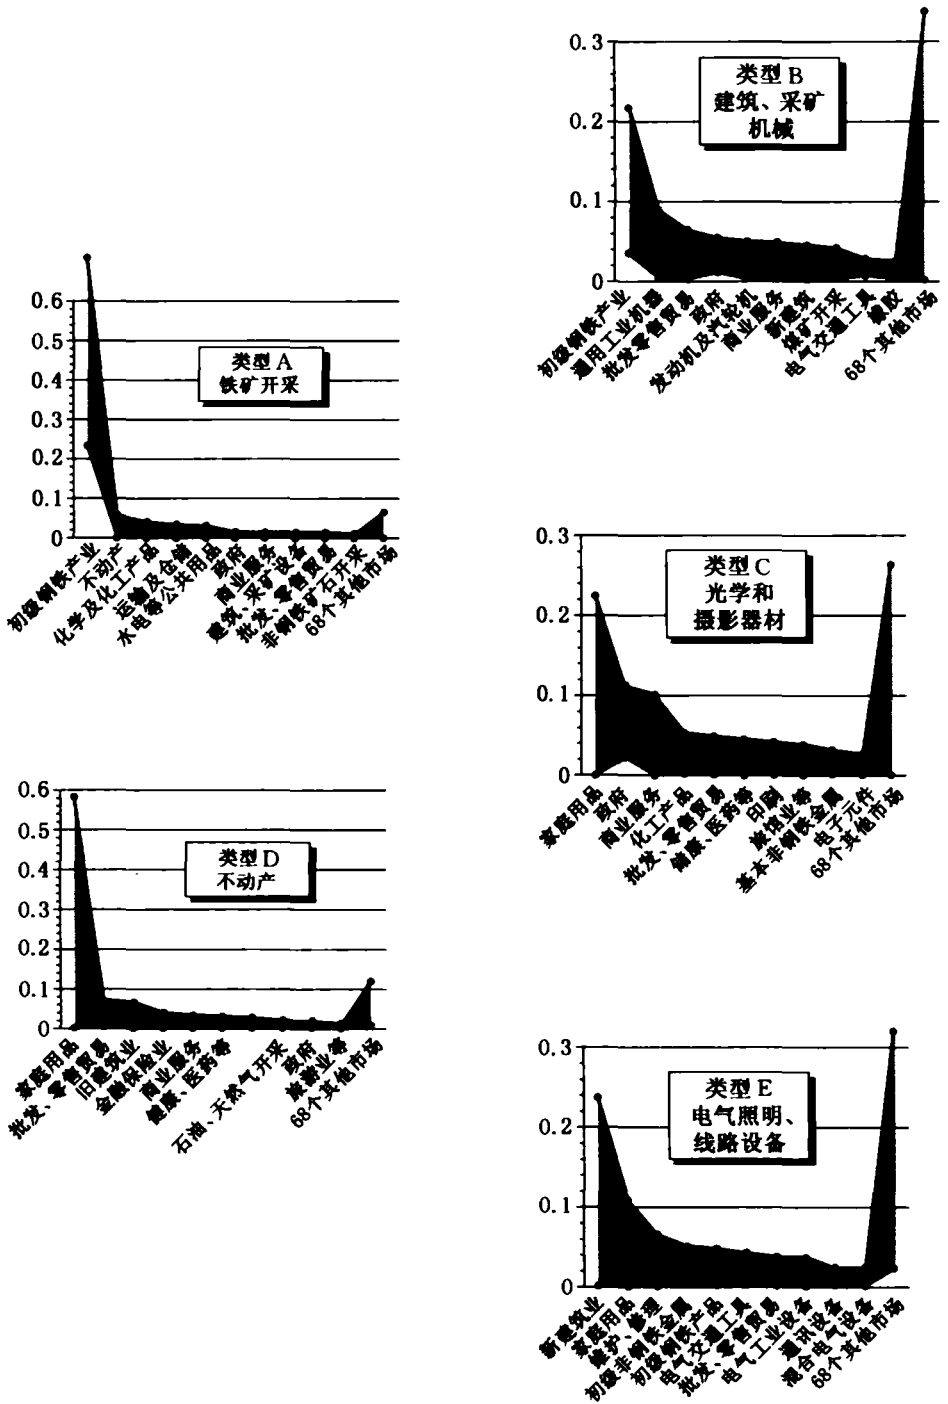 0.3
0.2
0.1
0
类型 B
建筑、采矿
机械
初级钢铁产业
通用工业机器
批发零售贸易
政府
发动机及汽轮机
商业服务
新建筑
煤矿开采
电气交通工具
橡胶
68个其他市场
0.6
0.5
0.4
0.3
0.2
0.1
0
类型 A
铁矿开采
初级钢铁产业
不动产
化学及化工产品
运输及仓储
水电等公共用品
政府
商业服务
建筑、采矿设备
批发、零售贸易
非钢铁矿石开采
68个其他市场
0.3
0.2
0.1
0
类型 C
光学和
摄影器材
家庭用品
政府
商业服务
化工产品
批发、零售贸易
健康、医药等
印刷
旅馆业等
基本非钢铁金属
电子元件
68个其他市场
0.6
0.5
0.4
0.3
0.2
0.1
0
类型 D
不动产
家庭用品
批发、零售贸易
旧建筑业
金融保险业
商业服务
健康、医药等
石油、天然气开采
政府
旅游业等
68个其他市场
0.3
0.2
0.1
0
类型 E
电气照明、
线路设备
新建筑业
家庭用品
维护、修理
初级非钢铁金属
初级钢铁产品
电气交通工具
批发、零售贸易
电气工业设备
通讯设备
混合电气设备
68个其他市场